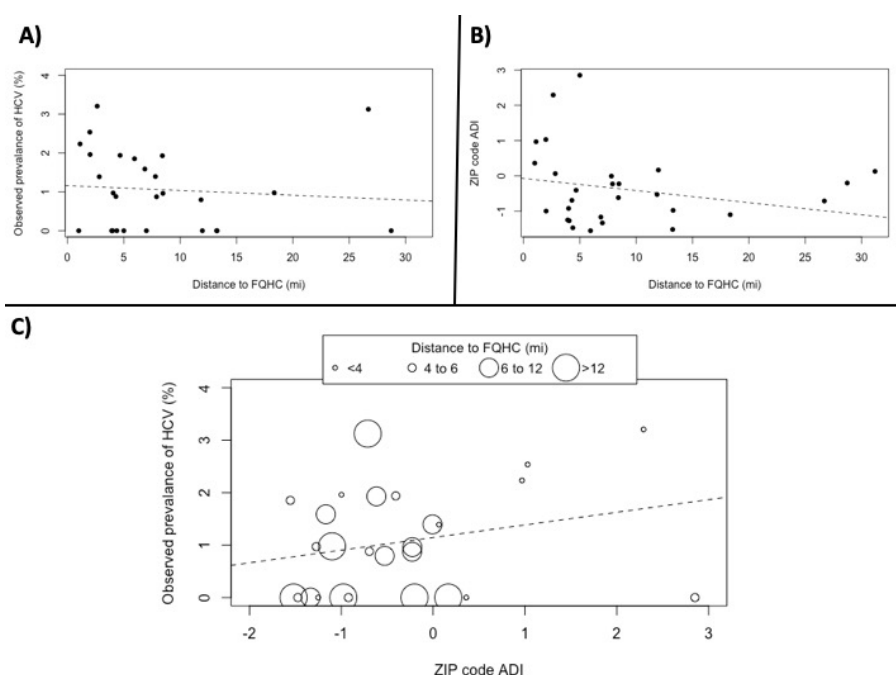 A)
Observed prevalance of HCV (%)
4
3
2
1
0
0 5 10 15 20 25 30
Distance to FQHC (mi)
B)
ZIP code ADI
3
2
1
0
-1
0 5 10 15 20 25 30
Distance to FQHC (mi)
C)
Distance to FQHC (mi)
<4 4 to 6 6 to 12 >12
Observed prevalance of HCV (%)
4
3
2
1
0
-2 -1 0 1 2 3
ZIP code ADI